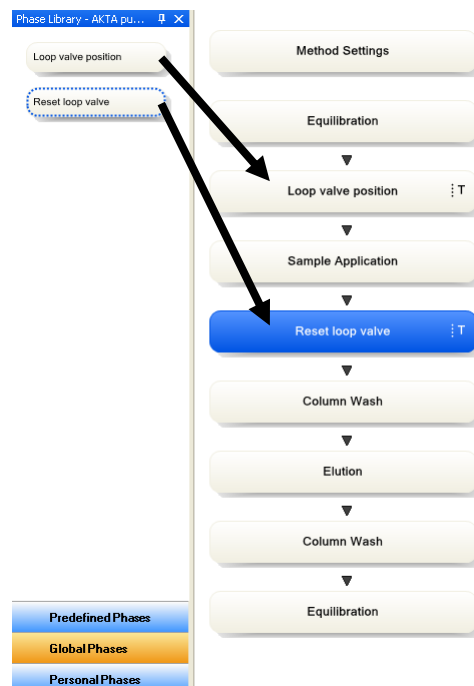 Phase Library - AKTA pu...
Loop valve position
Reset loop valve
Predefined Phases
Global Phases
Personal Phases
Method Settings
Equilibration
Loop valve position
T
Sample Application
Reset loop valve
T
Column Wash
Elution
Column Wash
Equilibration